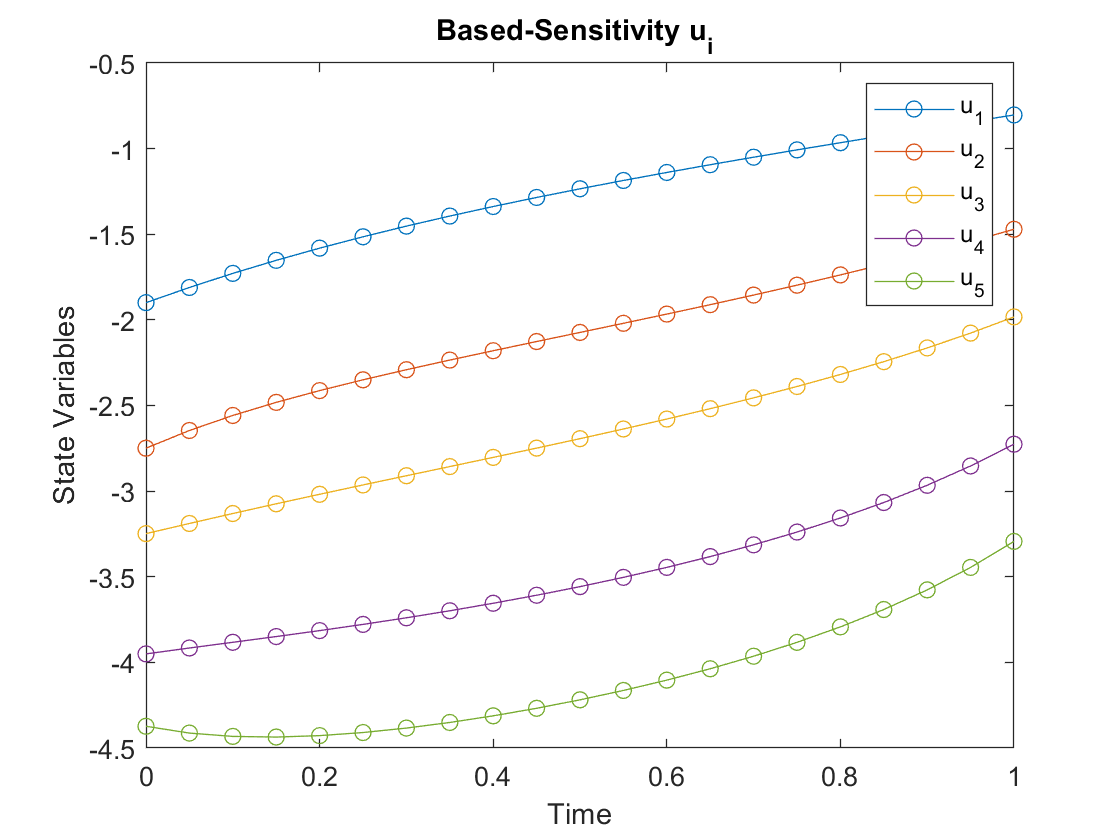 Based-Sensitivity u_i
-0.5
-1
-1.5
-2
-2.5
-3
-3.5
-4
-4.5
State Variables
u_1
u_2
u_3
u_4
u_5
0 0.2 0.4 0.6 0.8 1
Time